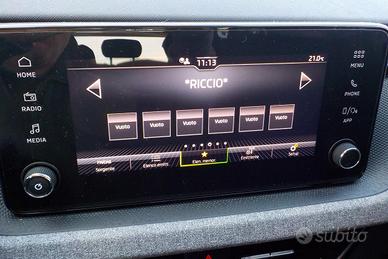 11:13
21.0
HOME
MENU
"RICCIO"
RADIO
PHONE
MEDIA
APP
Vuoto Vuoto Vuoto Vuoto Vuoto Vuoto
Sorgente
Elenco emitt.
Elen. memor.
Emittente
Setup
subito